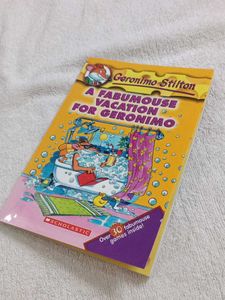 Geronimo Stilton
A FABUMOUSE
VACATION
FOR GERONIMO
Over 30 fabumouse
games inside!
SCHOLASTIC